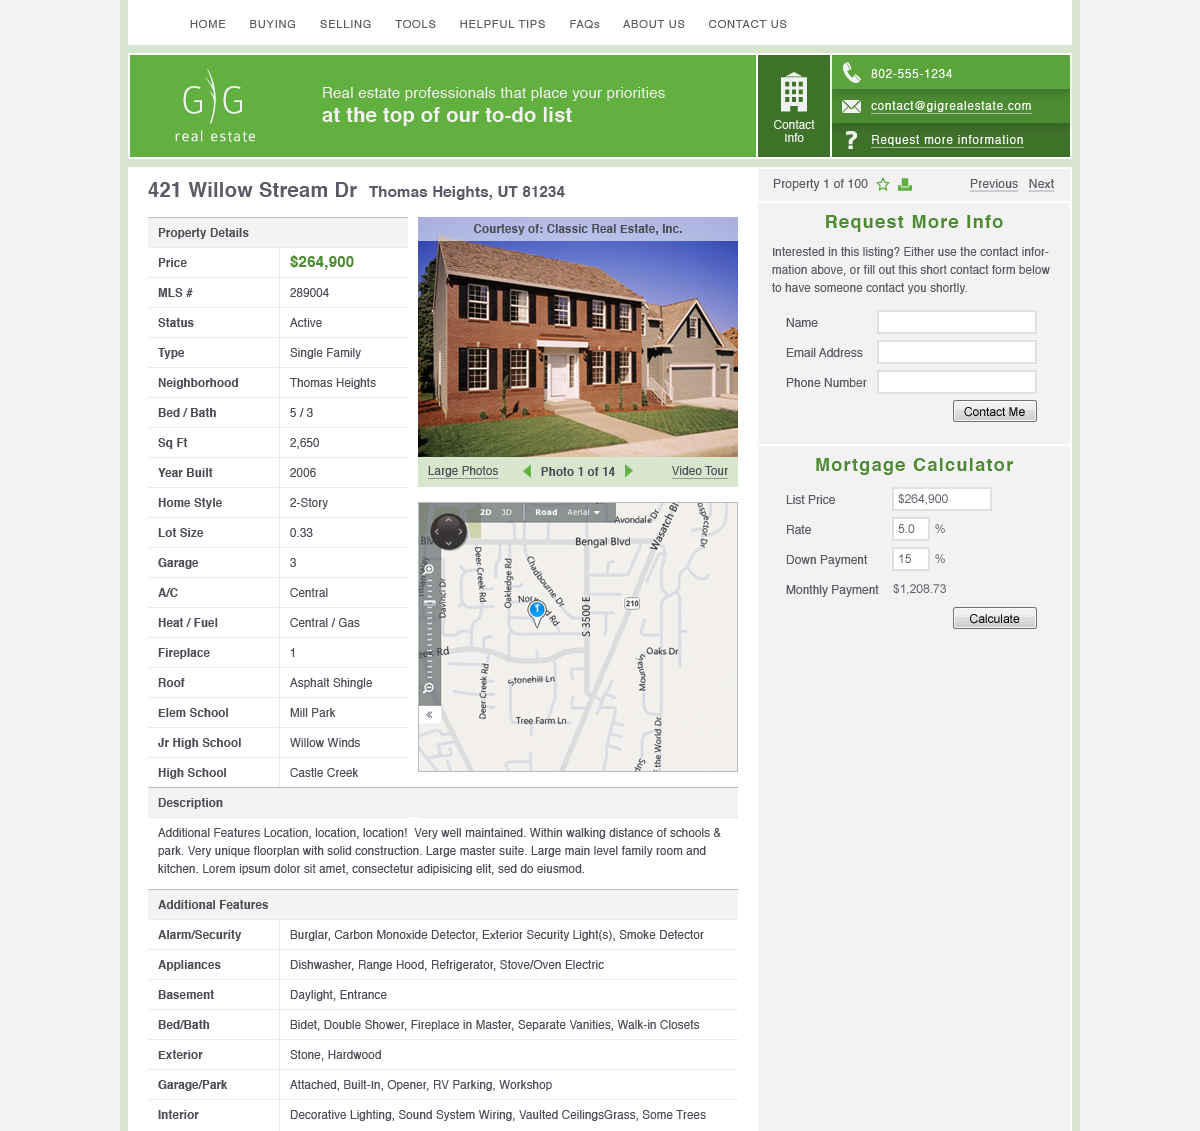 HOME BUYING SELLING TOOLS HELPFUL TIPS FAQs ABOUT US CONTACT US
GIG
real estate
Real estate professionals that place your priorities
at the top of our to-do list
Contact
Info
802-555-1234
contact@gigrealestate.com
? Request more information
421 Willow Stream Dr Thomas Heights, UT 81234
Property 1 of 100 Previous Next
Property Details
Price $264,900
MLS # 289004
Status Active
Type Single Family
Neighborhood Thomas Heights
Bed / Bath 5 / 3
Sq Ft 2,650
Year Built 2006
Home Style 2-Story
Lot Size 0.33
Garage 3
A/C Central
Heat / Fuel Central / Gas
Fireplace 1
Roof Asphalt Shingle
Elem School Mill Park
Jr High School Willow Winds
High School Castle Creek
Courtesy of: Classic Real Estate, Inc.
Large Photos Photo 1 of 14 Video Tour
2D 3D Road Aerial
Avondale Dr
Bengal Blvd
Wasatch Bl
ospector Dr
Blv
Deer Creek Rd
Oakledge Rd
Chadbourne Dr
Davinci Dr
Nor d Rd
1
S 3500 E
210
eek Rd
Oaks Dr
Mountain
Deer Creek Rd
Stonehill Ln
Tree Farm Ln
f the World Dr
Sup
Request More Info
Interested in this listing? Either use the contact infor-
mation above, or fill out this short contact form below
to have someone contact you shortly.
Name
Email Address
Phone Number
Contact Me
Mortgage Calculator
List Price $264,900
Rate 5.0 %
Down Payment 15 %
Monthly Payment $1,208.73
Calculate
Description
Additional Features Location, location, location! Very well maintained. Within walking distance of schools &
park. Very unique floorplan with solid construction. Large master suite. Large main level family room and
kitchen. Lorem ipsum dolor sit amet, consectetur adipisicing elit, sed do eiusmod.
Additional Features
Alarm/Security Burglar, Carbon Monoxide Detector, Exterior Security Light(s), Smoke Detector
Appliances Dishwasher, Range Hood, Refrigerator, Stove/Oven Electric
Basement Daylight, Entrance
Bed/Bath Bidet, Double Shower, Fireplace in Master, Separate Vanities, Walk-in Closets
Exterior Stone, Hardwood
Garage/Park Attached, Built-in, Opener, RV Parking, Workshop
Interior Decorative Lighting, Sound System Wiring, Vaulted CeilingsGrass, Some Trees